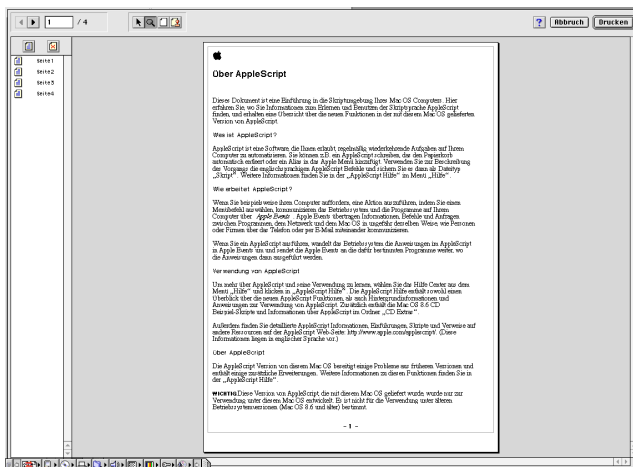 1 / 4
? Abbruch Drucken
Seite1
Seite2
Seite3
Seite4
Über AppleScript
Dieses Dokument ist eine Einführung in die Skriptumgebung Ihres Mac OS Computers. Hier
erfahren Sie, wo Sie Informationen zum Erlernen und Benutzen der Skriptsprache AppleScript
finden, und erhalten eine Übersicht über die neuen Funktionen in der mit diesem Mac OS gelieferten
Version von AppleScript.
Was ist AppleScript?
AppleScript ist eine Software, die Ihnen erlaubt, regelmäßig wiederkehrende Aufgaben auf Ihrem
Computer zu automatisieren. Sie können z.B. ein AppleScript schreiben, das den Papierkorb
automatisch entleert oder ein Alias in das Apple Menü hinzufügt. Verwenden Sie zur Beschreibung
der Vorgänge die englischsprachigen AppleScript Befehle und sichern Sie er dann als Dateityp
„Skript“. Weitere Informationen finden Sie in der „AppleScript Hilfe“ im Menü „Hilfe“.
Wie arbeitet AppleScript?
Wenn Sie beispielsweise ihren Computer auffordern, eine Aktion auszuführen, indem Sie einen
Menübefehl auswählen, kommunizieren das Betriebssystem und die Programme auf Ihrem
Computer über Apple Events. Apple Events übertragen Informationen, Befehle und Anfragen
zwischen Programmen, dem Netzwerk und dem Mac OS in ungefähr derselben Weise, wie Personen
oder Firmen über das Telefon oder per E-Mail miteinander kommunizieren.
Wenn Sie ein AppleScript ausführen, wandelt das Betriebssystem die Anweisungen im AppleScript
in Apple Events um und sendet die Apple Events an die dafür bestimmten Programme weiter, wo
die Anweisungen dann ausgeführt werden.
Verwendung von AppleScript
Um mehr über AppleScript und seine Verwendung zu lernen, wählen Sie das Hilfe Center aus dem
Menü „Hilfe“ und klicken in „AppleScript Hilfe“. Die AppleScript Hilfe enthält sowohl einen
Überblick über die neuen AppleScript Funktionen, als auch Hintergrundinformationen und
Anweisungen zur Verwendung von AppleScript. Zusätzlich enthält die Mac OS 8.6 CD
Beispiel-Skripte und Informationen über AppleScript im Ordner „CD Extras“.
Außerdem finden Sie detaillierte AppleScript Informationen, Einführungen, Skripte und Verweise auf
andere Ressourcen auf der AppleScript Web-Seite: http://www.apple.com/applescript/. (Diese
Informationen liegen in englischer Sprache vor.)
Über AppleScript
Die AppleScript Version von diesem Mac OS beseitigt einige Probleme aus früheren Versionen und
enthält einige zusätzliche Erweiterungen. Weitere Informationen zu diesen Funktionen finden Sie in
der „AppleScript Hilfe“.
WICHTIG Diese Version von AppleScript, die mit diesem Mac OS geliefert wurde, wurde nur zur
Verwendung unter diesem Mac OS entwickelt. Es ist nicht für die Verwendung unter älteren
Betriebssystemversionen (Mac OS 8.6 und älter) bestimmt.
- 1 -